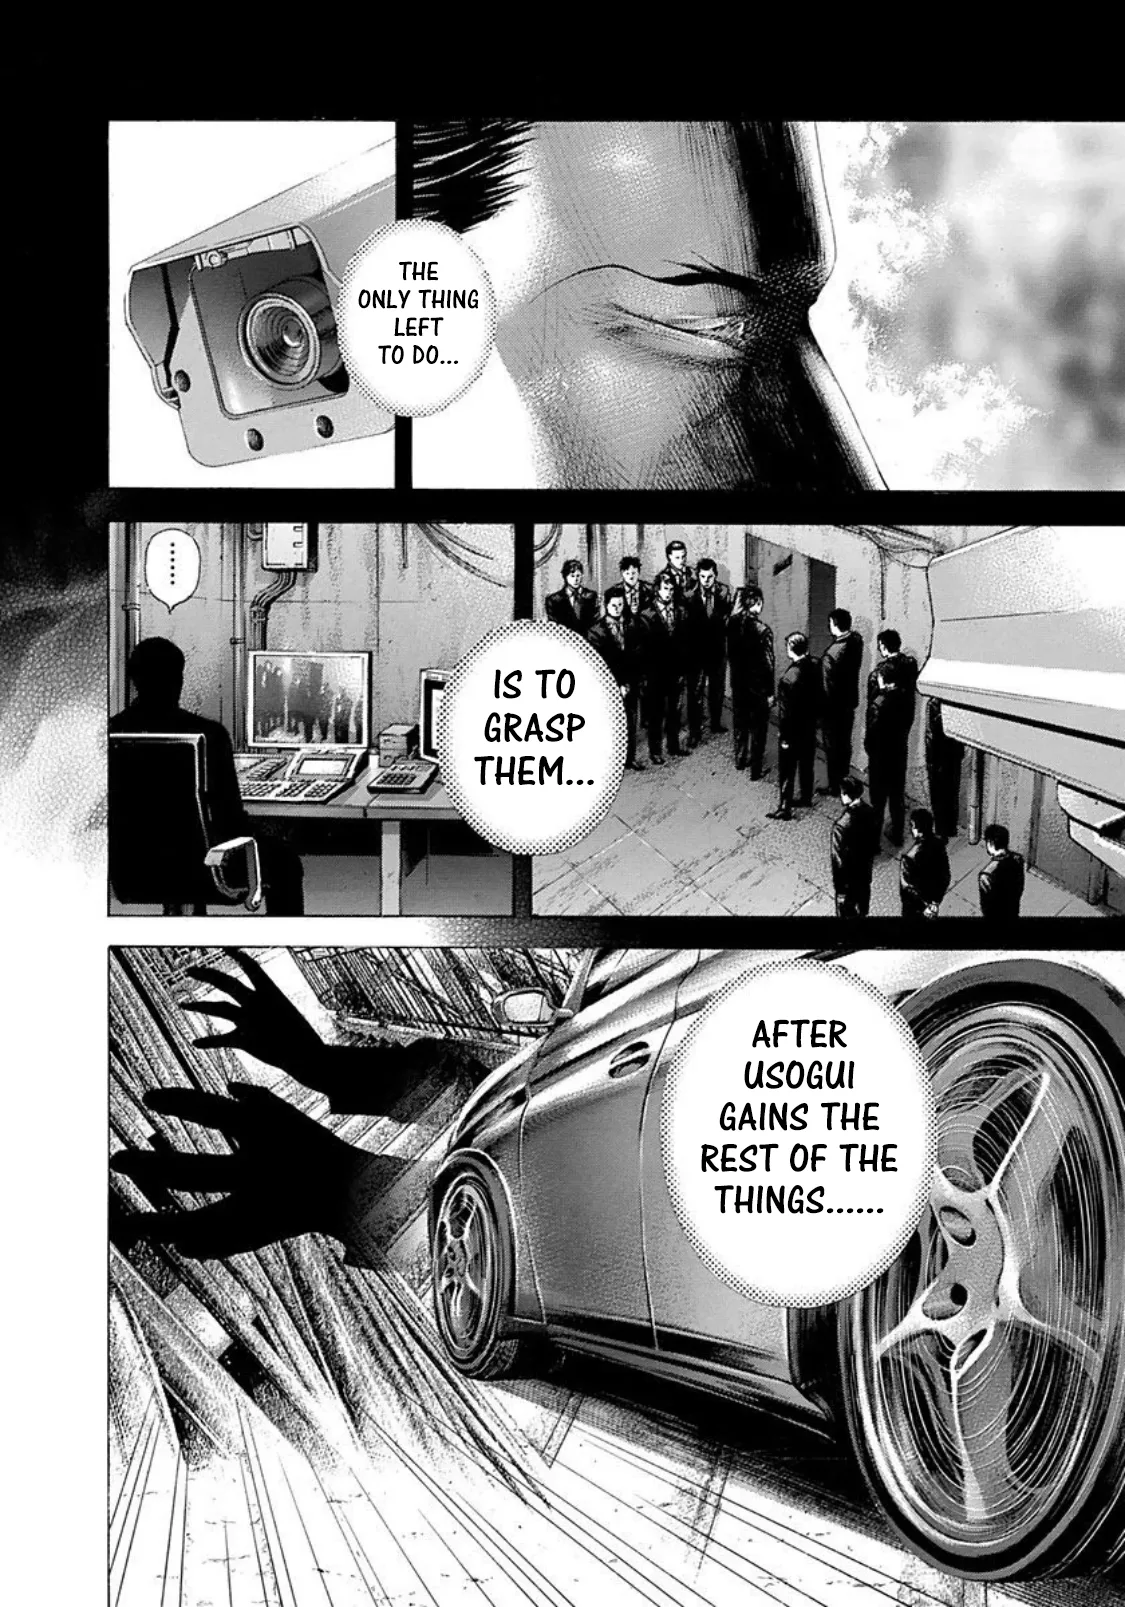 THE
ONLY THING
LEFT
TO DO...
IS TO
GRASP
THEM...
......
AFTER
USOGUI
GAINS THE
REST OF THE
THINGS......